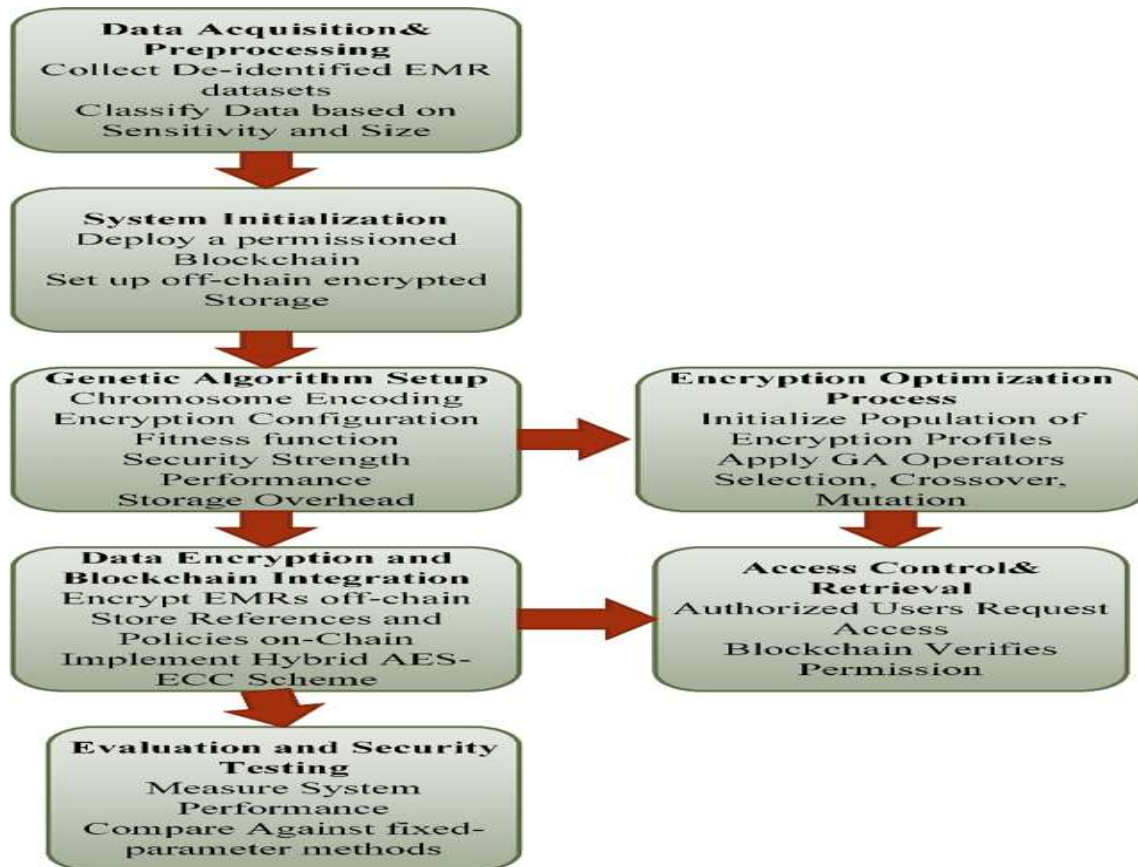 Data Acquisition&
Preprocessing
Collect De-identified EMR
datasets
Classify Data based on
Sensitivity and Size
System Initialization
Deploy a permissioned
Blockchain
Set up off-chain encrypted
Storage
Genetic Algorithm Setup
Chromosome Encoding
Encryption Configuration
Fitness function
Security Strength
Performance
Storage Overhead
Encryption Optimization
Process
Initialize Population of
Encryption Profiles
Apply GA Operators
Selection, Crossover,
Mutation
Data Encryption and
Blockchain Integration
Encrypt EMRs off-chain
Store References and
Policies on-Chain
Implement Hybrid AES-
ECC Scheme
Access Control&
Retrieval
Authorized Users Request
Access
Blockchain Verifies
Permission
Evaluation and Security
Testing
Measure System
Performance
Compare Against fixed-
parameter methods